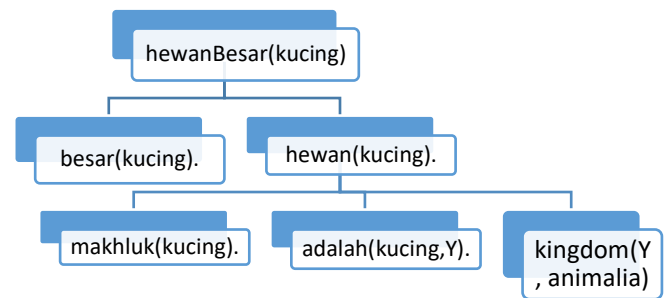 hewanBesar(kucing)
besar(kucing).
hewan(kucing).
makhluk(kucing).
adalah(kucing,Y).
kingdom(Y
, animalia)